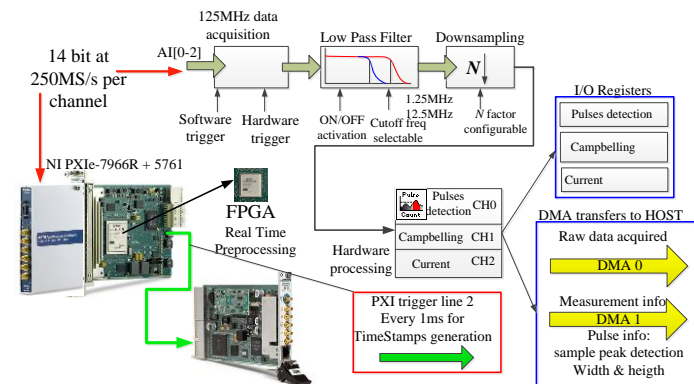 125MHz data
acquisition
Low Pass Filter
Downsampling
14 bit at
250MS/s per
channel
AI[0-2]
N
I/O Registers
Pulses detection
Campbelling
Current
1.25MHz
12.5MHz
Software
trigger
Hardware
trigger
ON/OFF
activation
Cutoff freq
selectable
N factor
configurable
NI PXIe-7966R + 5761
FPGA
Real Time
Preprocessing
Pulse
Count
Pulses
detection CH0
Campbelling CH1
Current CH2
Hardware
processing
DMA transfers to HOST
Raw data acquired
DMA 0
Measurement info
DMA 1
Pulse info:
sample peak detection
Width & heigth
PXI trigger line 2
Every 1ms for
TimeStamps generation